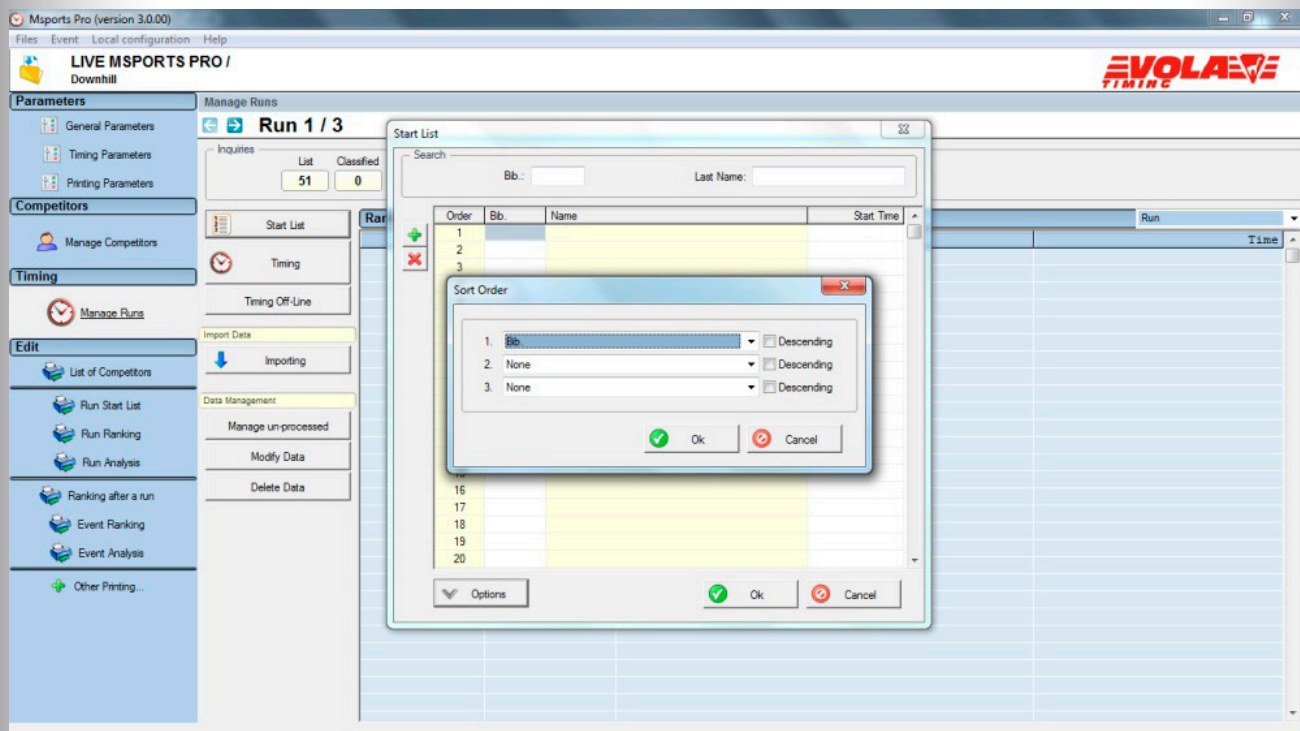 Msports Pro (version 3.0.00)
Files Event Local configuration Help
LIVE MSPORTS PRO /
Downhill
VOLA
TIMING
Parameters
General Parameters
Timing Parameters
Printing Parameters
Competitors
Manage Competitors
Timing
Manage Runs
Edit
List of Competitors
Run Start List
Run Ranking
Run Analysis
Ranking after a run
Event Ranking
Event Analysis
Other Printing...
Manage Runs
Run 1 / 3
Inquiries
List Classified
51 0
Start List
Timing
Timing Off-Line
Import Data
Importing
Data Management
Manage un-processed
Modify Data
Delete Data
Run
Time
Start List
Search
Bib.: Last Name:
Order Bib. Name Start Time
1
2
3
Sort Order
1. Bib. Descending
2. None Descending
3. None Descending
Ok Cancel
16
17
18
19
20
Options Ok Cancel